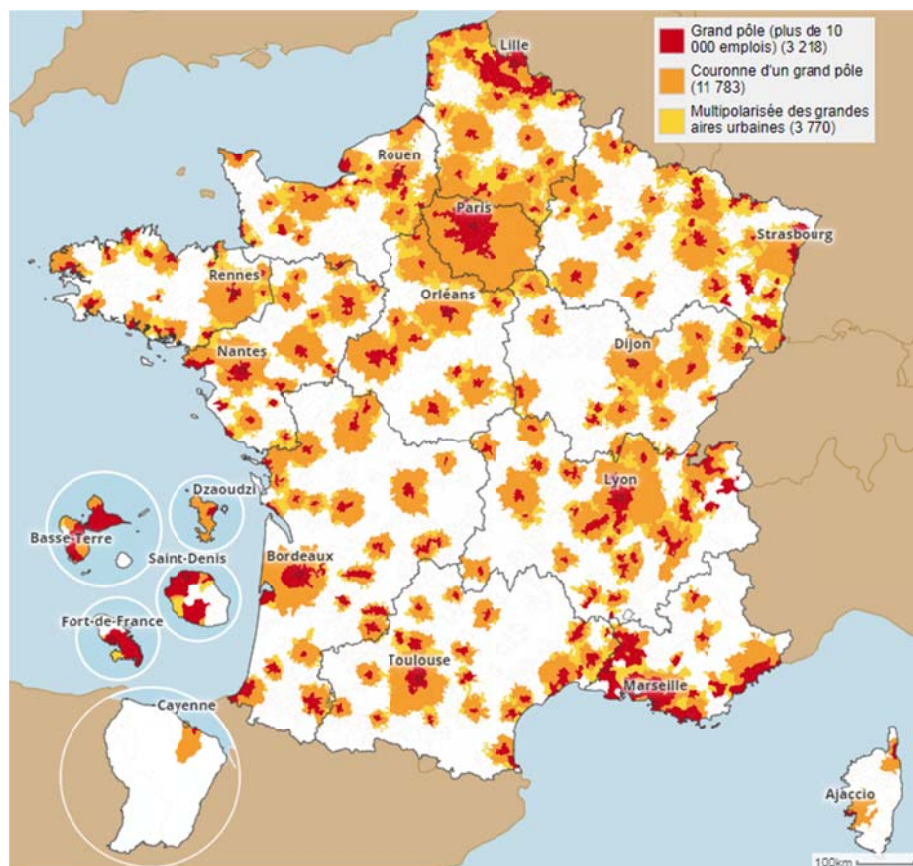 Grand pôle (plus de 10
000 emplois) (3 218)
Couronne d'un grand pôle
(11 783)
Multipolarisée des grandes
aires urbaines (3 770)
Lille
Rouen
Paris
Strasbourg
Rennes
Orléans
Nantes
Dijon
Lyon
Dzaoudzi
Basse-Terre
Saint-Denis
Bordeaux
Fort-de-France
Toulouse
Marseille
Cayenne
Ajaccio
100km